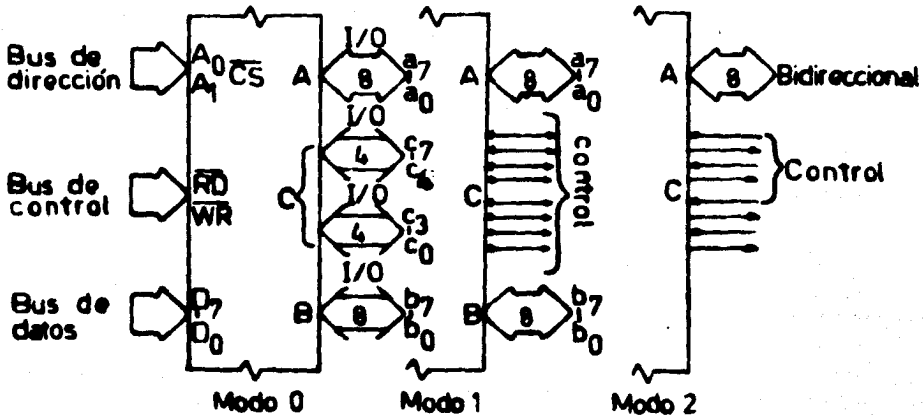 Bus de dirección
A0 CS
A1
Bus de control
RD
WR
Bus de datos
D7
D0
I/O
A
8
a7
a0
I/O
4
c7
c4
C
I/O
4
c3
c0
I/O
B
8
b7
b0
Modo 0
A
8
a7
a0
C
control
B
8
b7
b0
Modo 1
A
8
Bidireccional
C
Control
Modo 2